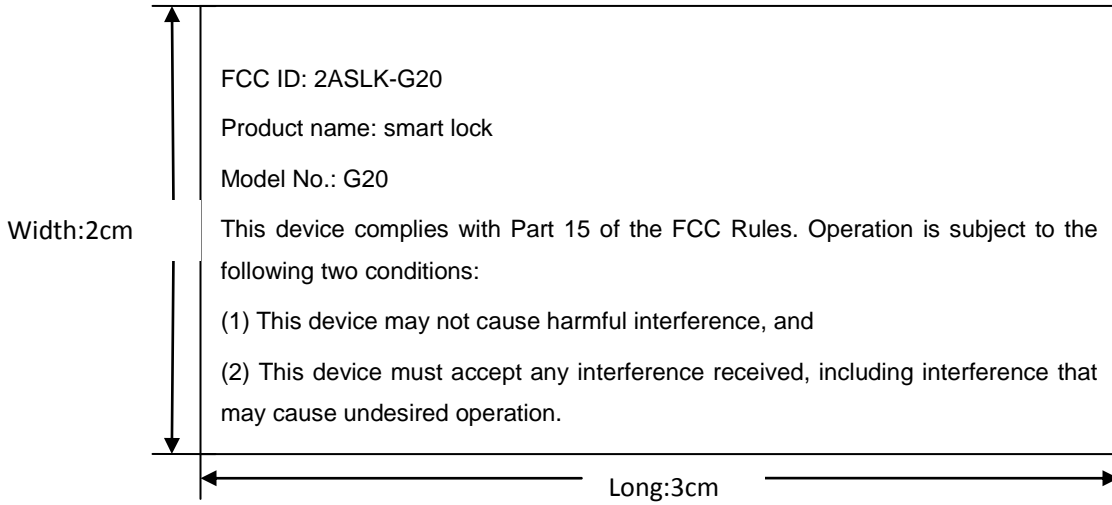 FCC ID: 2ASLK-G20
Product name: smart lock
Model No.: G20
Width:2cm
This device complies with Part 15 of the FCC Rules. Operation is subject to the
following two conditions:
(1) This device may not cause harmful interference, and
(2) This device must accept any interference received, including interference that
may cause undesired operation.
Long:3cm